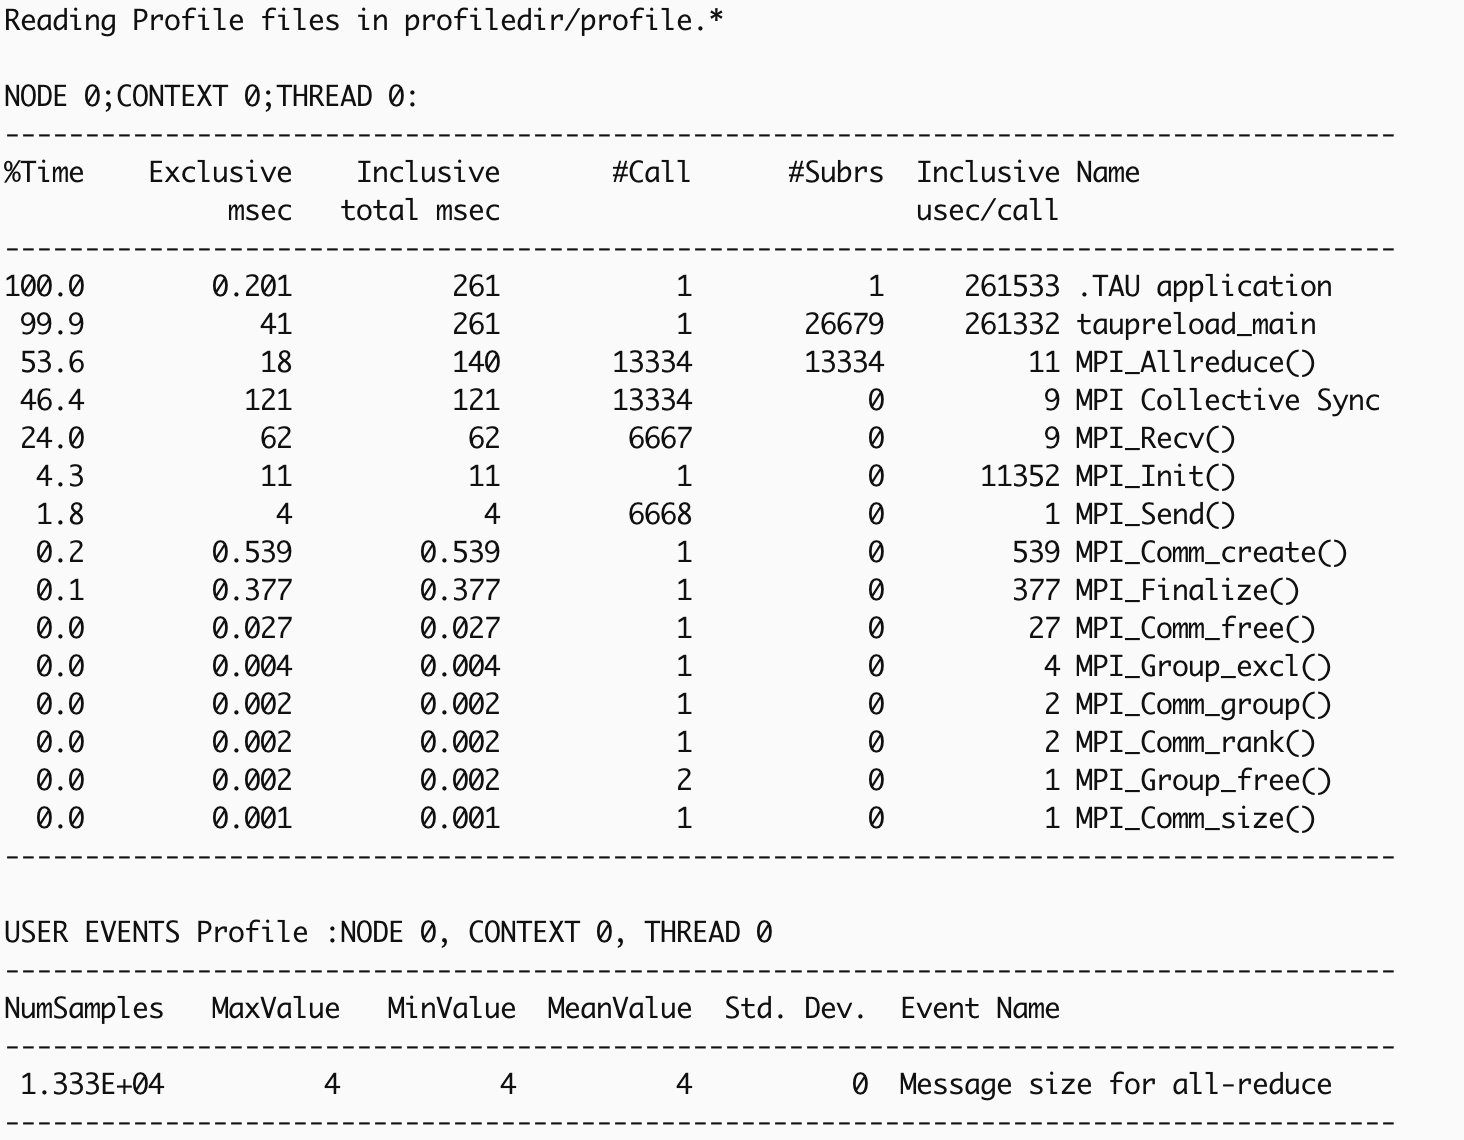 Reading Profile files in profiledir/profile.*

NODE 0;CONTEXT 0;THREAD 0:
---------------------------------------------------------------------------------------
%Time    Exclusive    Inclusive       #Call      #Subrs  Inclusive Name
              msec   total msec                          usec/call
---------------------------------------------------------------------------------------
100.0        0.201          261           1           1     261533 .TAU application
 99.9           41          261           1       26679     261332 taupreload_main
 53.6           18          140       13334       13334         11 MPI_Allreduce()
 46.4          121          121       13334           0          9 MPI Collective Sync
 24.0           62           62        6667           0          9 MPI_Recv()
  4.3           11           11           1           0      11352 MPI_Init()
  1.8            4            4        6668           0          1 MPI_Send()
  0.2        0.539        0.539           1           0        539 MPI_Comm_create()
  0.1        0.377        0.377           1           0        377 MPI_Finalize()
  0.0        0.027        0.027           1           0         27 MPI_Comm_free()
  0.0        0.004        0.004           1           0          4 MPI_Group_excl()
  0.0        0.002        0.002           1           0          2 MPI_Comm_group()
  0.0        0.002        0.002           1           0          2 MPI_Comm_rank()
  0.0        0.002        0.002           2           0          1 MPI_Group_free()
  0.0        0.001        0.001           1           0          1 MPI_Comm_size()
---------------------------------------------------------------------------------------

USER EVENTS Profile :NODE 0, CONTEXT 0, THREAD 0
---------------------------------------------------------------------------------------
NumSamples   MaxValue   MinValue  MeanValue  Std. Dev.  Event Name
---------------------------------------------------------------------------------------
 1.333E+04          4          4          4          0  Message size for all-reduce
---------------------------------------------------------------------------------------